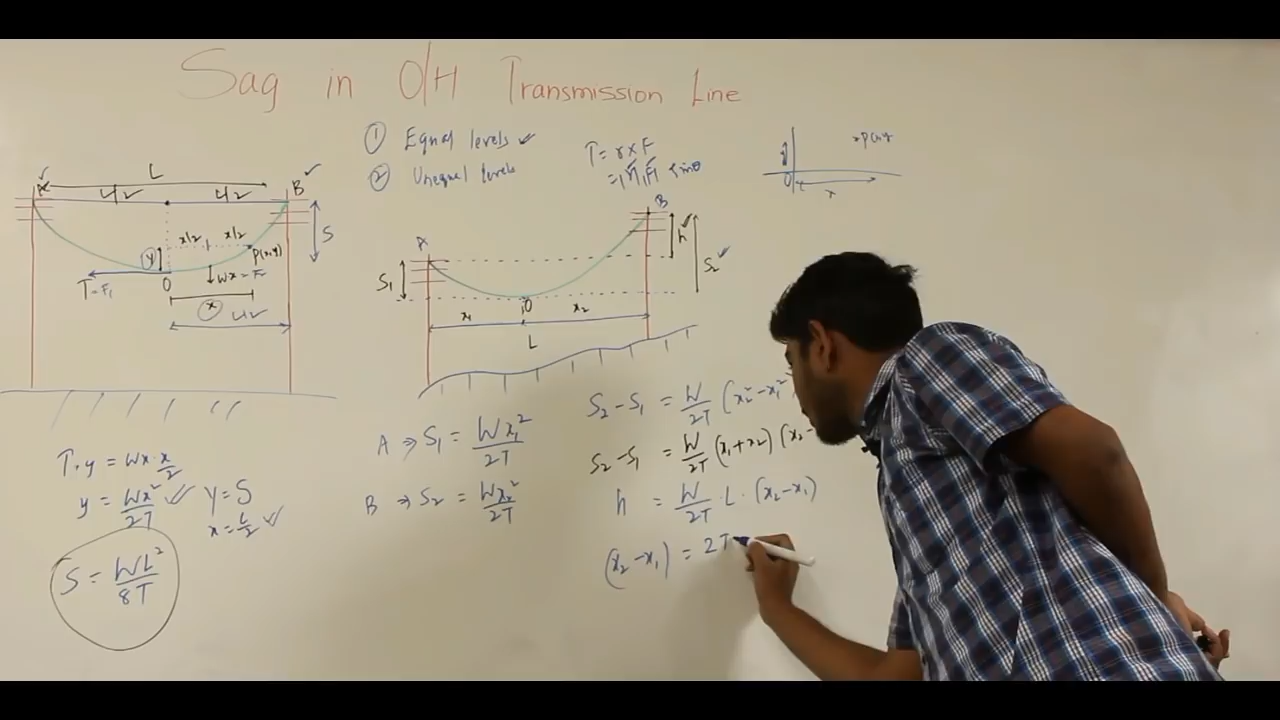 Sag in O/H Transmission Line
① Equal levels ✓
② Unequal levels
T = r × F
= |r||F| sinθ
P(x,y)
y
O
x
L
A
L/2
L/2
B
x/2
x/2
y
P(x,y)
S
T = F₁
O
Wx = F₂
x
L/2
A
B
h
S₂
S₁
O
x₁
x₂
L
T.y = Wx.x/2
y = Wx²/2T
y = S
x = L/2
S = WL²/8T
A ⇒ S₁ = Wx₁²/2T
B ⇒ S₂ = Wx₂²/2T
S₂ - S₁ = W/2T (x₂² - x₁²
S₂ - S₁ = W/2T (x₁ + x₂) (x₂ -
h = W/2T . L . (x₂ - x₁)
(x₂ - x₁) = 2T